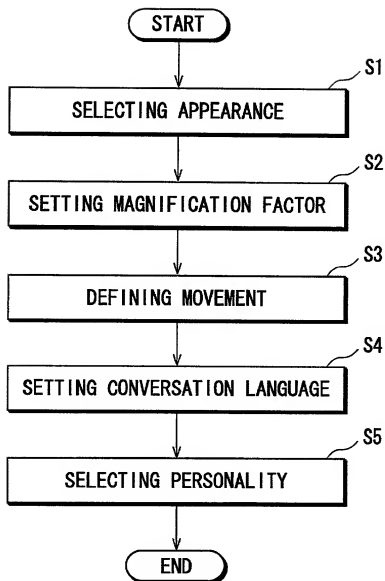 START
S1
SELECTING APPEARANCE
S2
SETTING MAGNIFICATION FACTOR
S3
DEFINING MOVEMENT
S4
SETTING CONVERSATION LANGUAGE
S5
SELECTING PERSONALITY
END